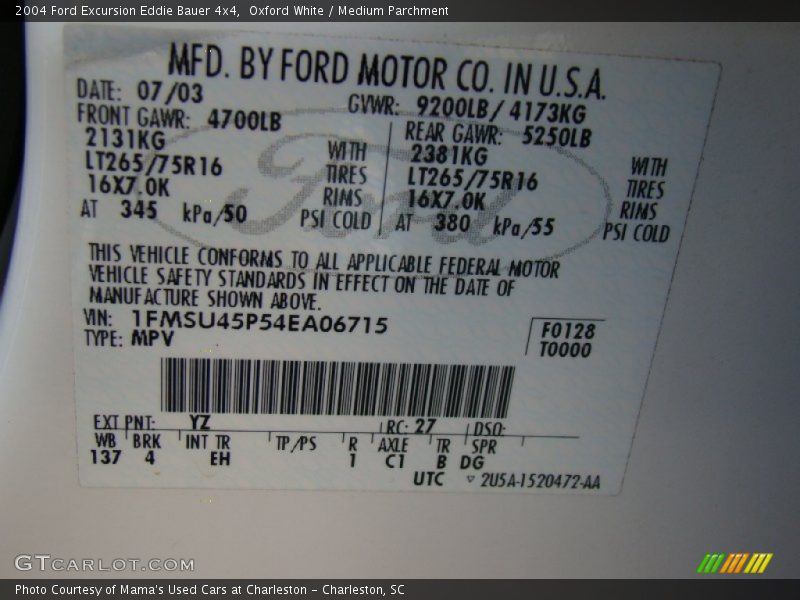 2004 Ford Excursion Eddie Bauer 4x4, Oxford White / Medium Parchment
MFD. BY FORD MOTOR CO. IN U.S.A.
DATE: 07/03 GVWR: 9200LB/ 4173KG
FRONT GAWR: 4700LB REAR GAWR: 5250LB
2131KG WITH 2381KG WITH
LT265/75R16 TIRES LT265/75R16 TIRES
16X7.0K RIMS 16X7.0K RIMS
AT 345 kPa/50 PSI COLD AT 380 kPa/55 PSI COLD
Ford
THIS VEHICLE CONFORMS TO ALL APPLICABLE FEDERAL MOTOR
VEHICLE SAFETY STANDARDS IN EFFECT ON THE DATE OF
MANUFACTURE SHOWN ABOVE.
VIN: 1FMSU45P54EA06715 F0128
TYPE: MPV T0000
EXT PNT: YZ RC: 27 DSO:
WB BRK INT TR TP/PS R AXLE TR SPR
137 4 EH 1 C1 B DG
UTC ▽ 2U5A-1520472-AA
GTCARLOT.COM
Photo Courtesy of Mama's Used Cars at Charleston - Charleston, SC